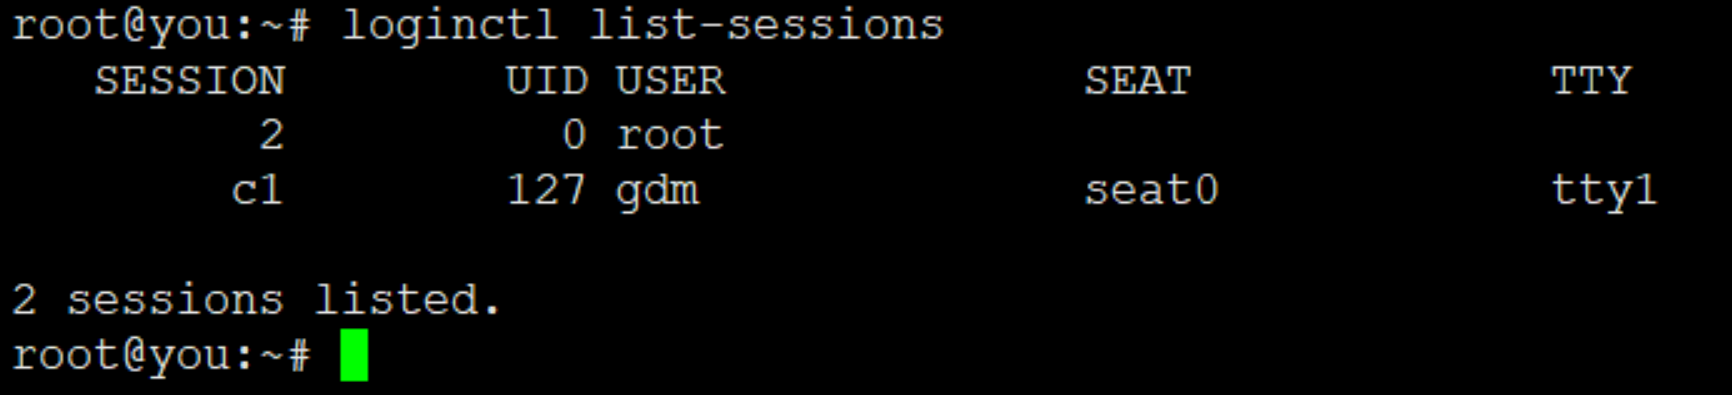 root@you:~# loginctl list-sessions
SESSION UID USER SEAT TTY
2 0 root
c1 127 gdm seat0 tty1
2 sessions listed.
root@you:~#